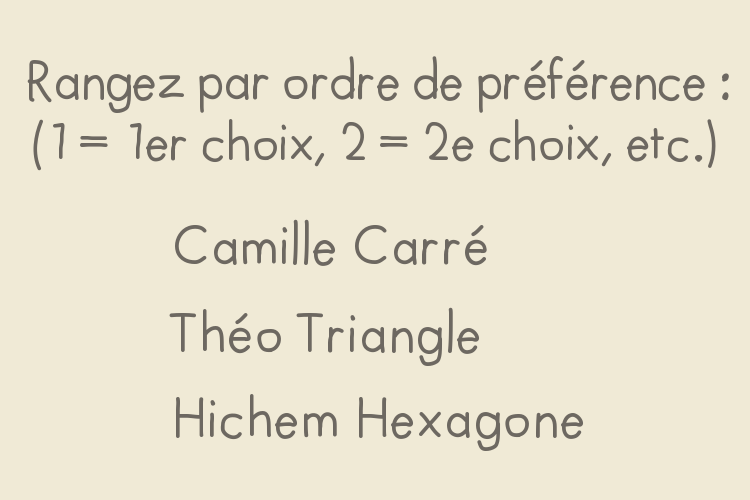 Rangez par ordre de préférence :
(1 = 1er choix, 2 = 2e choix, etc.)
Camille Carré
Théo Triangle
Hichem Hexagone